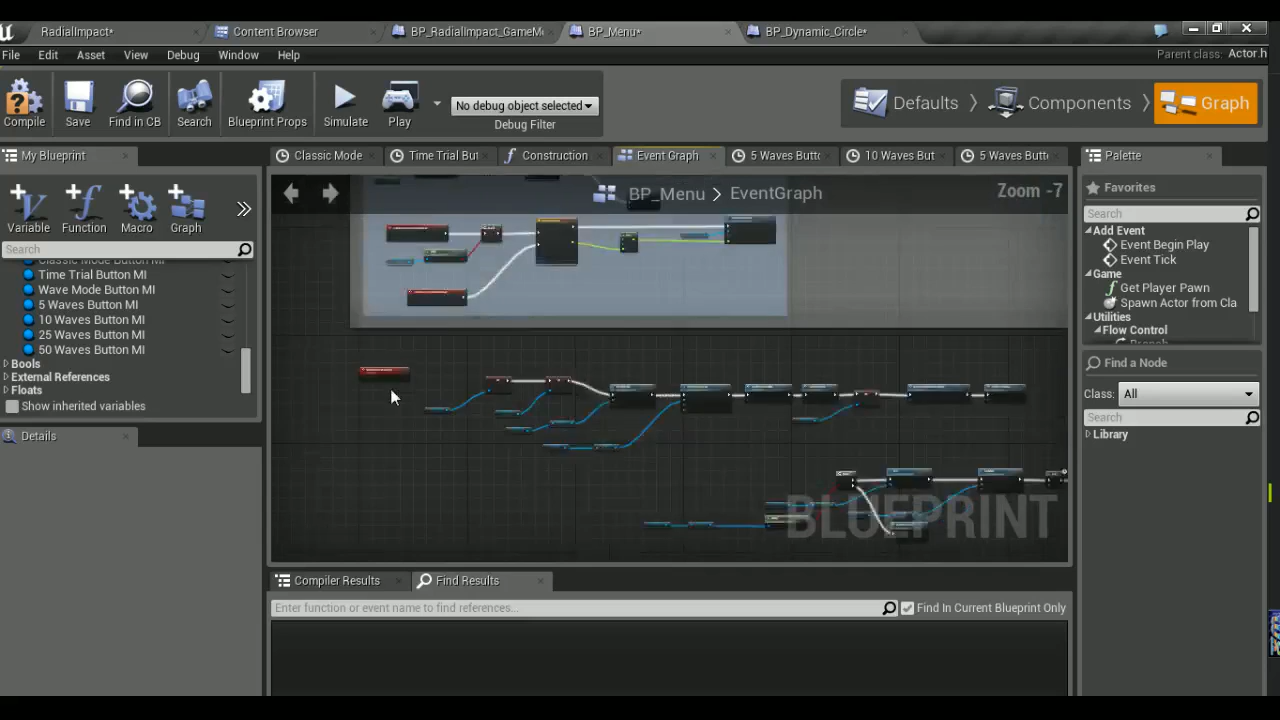 RadialImpact*
Content Browser
BP_RadialImpact_GameM
BP_Menu*
BP_Dynamic_Circle*
File Edit Asset View Debug Window Help
Parent class: Actor.h
Compile
Save
Find in CB
Search
Blueprint Props
Simulate
Play
No debug object selected
Debug Filter
Defaults
Components
Graph
My Blueprint
Classic Mode
Time Trial But
Construction
Event Graph
5 Waves Butt
10 Waves But
5 Waves Butt
Palette
Variable
Function
Macro
Graph
Search
Classic Mode Button MI
Time Trial Button MI
Wave Mode Button MI
5 Waves Button MI
10 Waves Button MI
25 Waves Button MI
50 Waves Button MI
Bools
External References
Floats
Show inherited variables
Details
BP_Menu > EventGraph
Zoom -7
BLUEPRINT
Favorites
Search
Add Event
Event Begin Play
Event Tick
Game
Get Player Pawn
Spawn Actor from Cla
Utilities
Flow Control
Branch
Find a Node
Class: All
Search
Library
Compiler Results
Find Results
Enter function or event name to find references...
Find In Current Blueprint Only